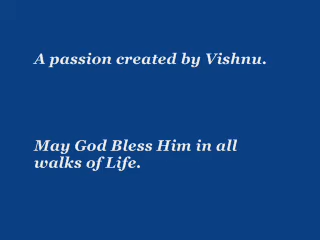 A passion created by Vishnu.
May God Bless Him in all
walks of Life.